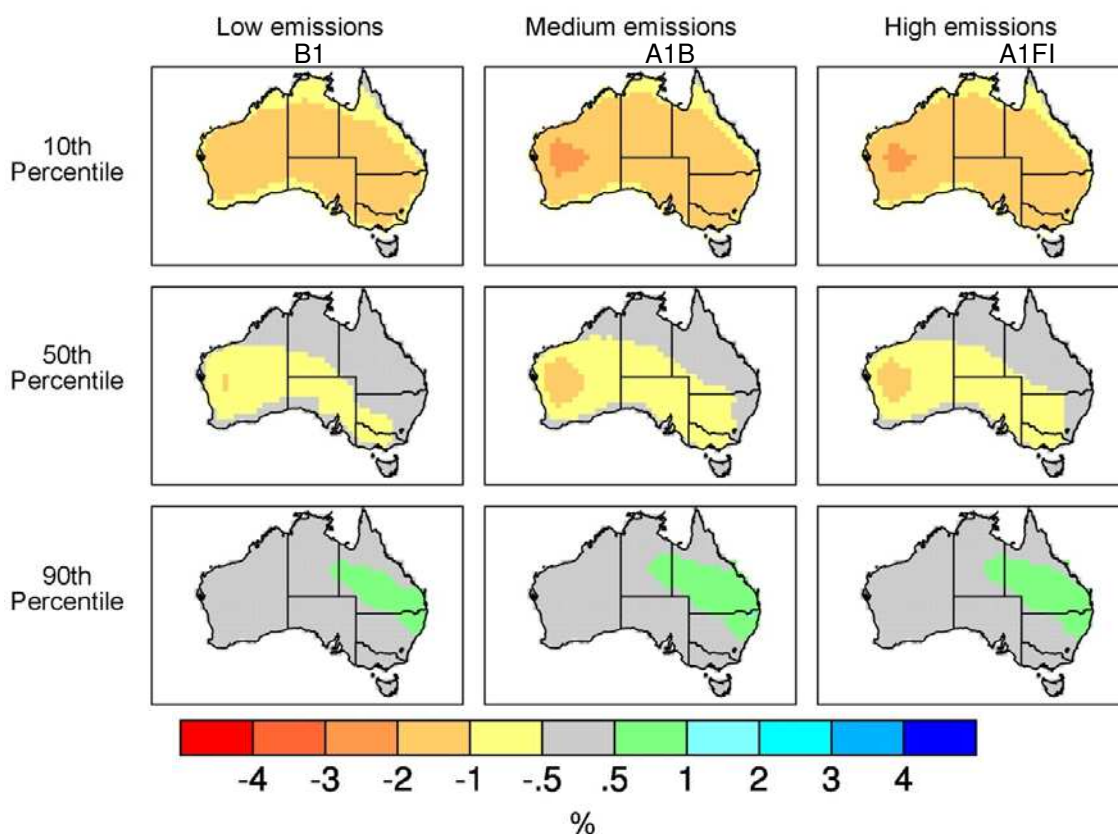 Low emissions Medium emissions High emissions
B1 A1B A1FI
10th
Percentile
50th
Percentile
90th
Percentile
-4 -3 -2 -1 -.5 .5 1 2 3 4
%